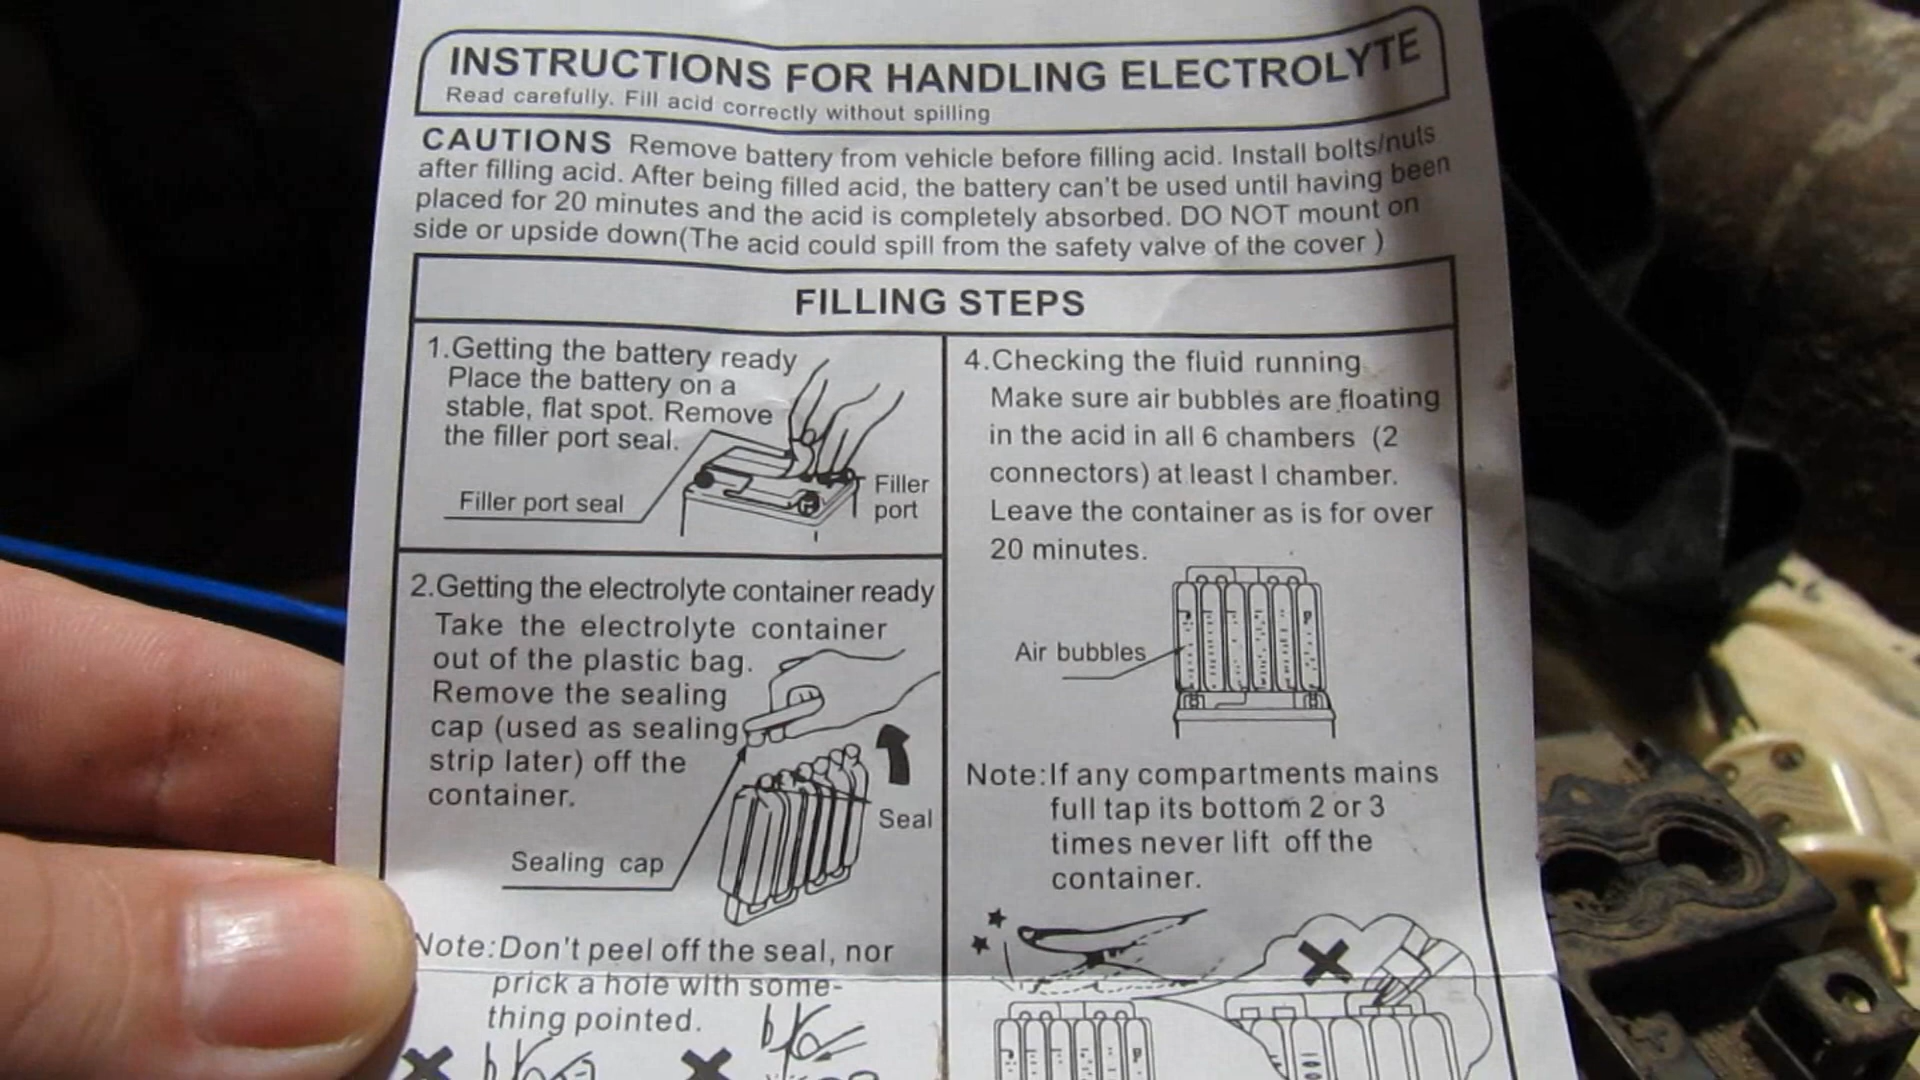 INSTRUCTIONS FOR HANDLING ELECTROLYTE
Read carefully. Fill acid correctly without spilling
CAUTIONS Remove battery from vehicle before filling acid. Install bolts/nuts
after filling acid. After being filled acid, the battery can't be used until having been
placed for 20 minutes and the acid is completely absorbed. DO NOT mount on
side or upside down(The acid could spill from the safety valve of the cover )
FILLING STEPS
1.Getting the battery ready
Place the battery on a
stable, flat spot. Remove
the filler port seal.
Filler port seal
Filler
port
2.Getting the electrolyte container ready
Take the electrolyte container
out of the plastic bag.
Remove the sealing
cap (used as sealing
strip later) off the
container.
Seal
Sealing cap
Note:Don't peel off the seal, nor
prick a hole with some-
thing pointed.
4.Checking the fluid running
Make sure air bubbles are floating
in the acid in all 6 chambers (2
connectors) at least I chamber.
Leave the container as is for over
20 minutes.
Air bubbles
Note:If any compartments mains
full tap its bottom 2 or 3
times never lift off the
container.